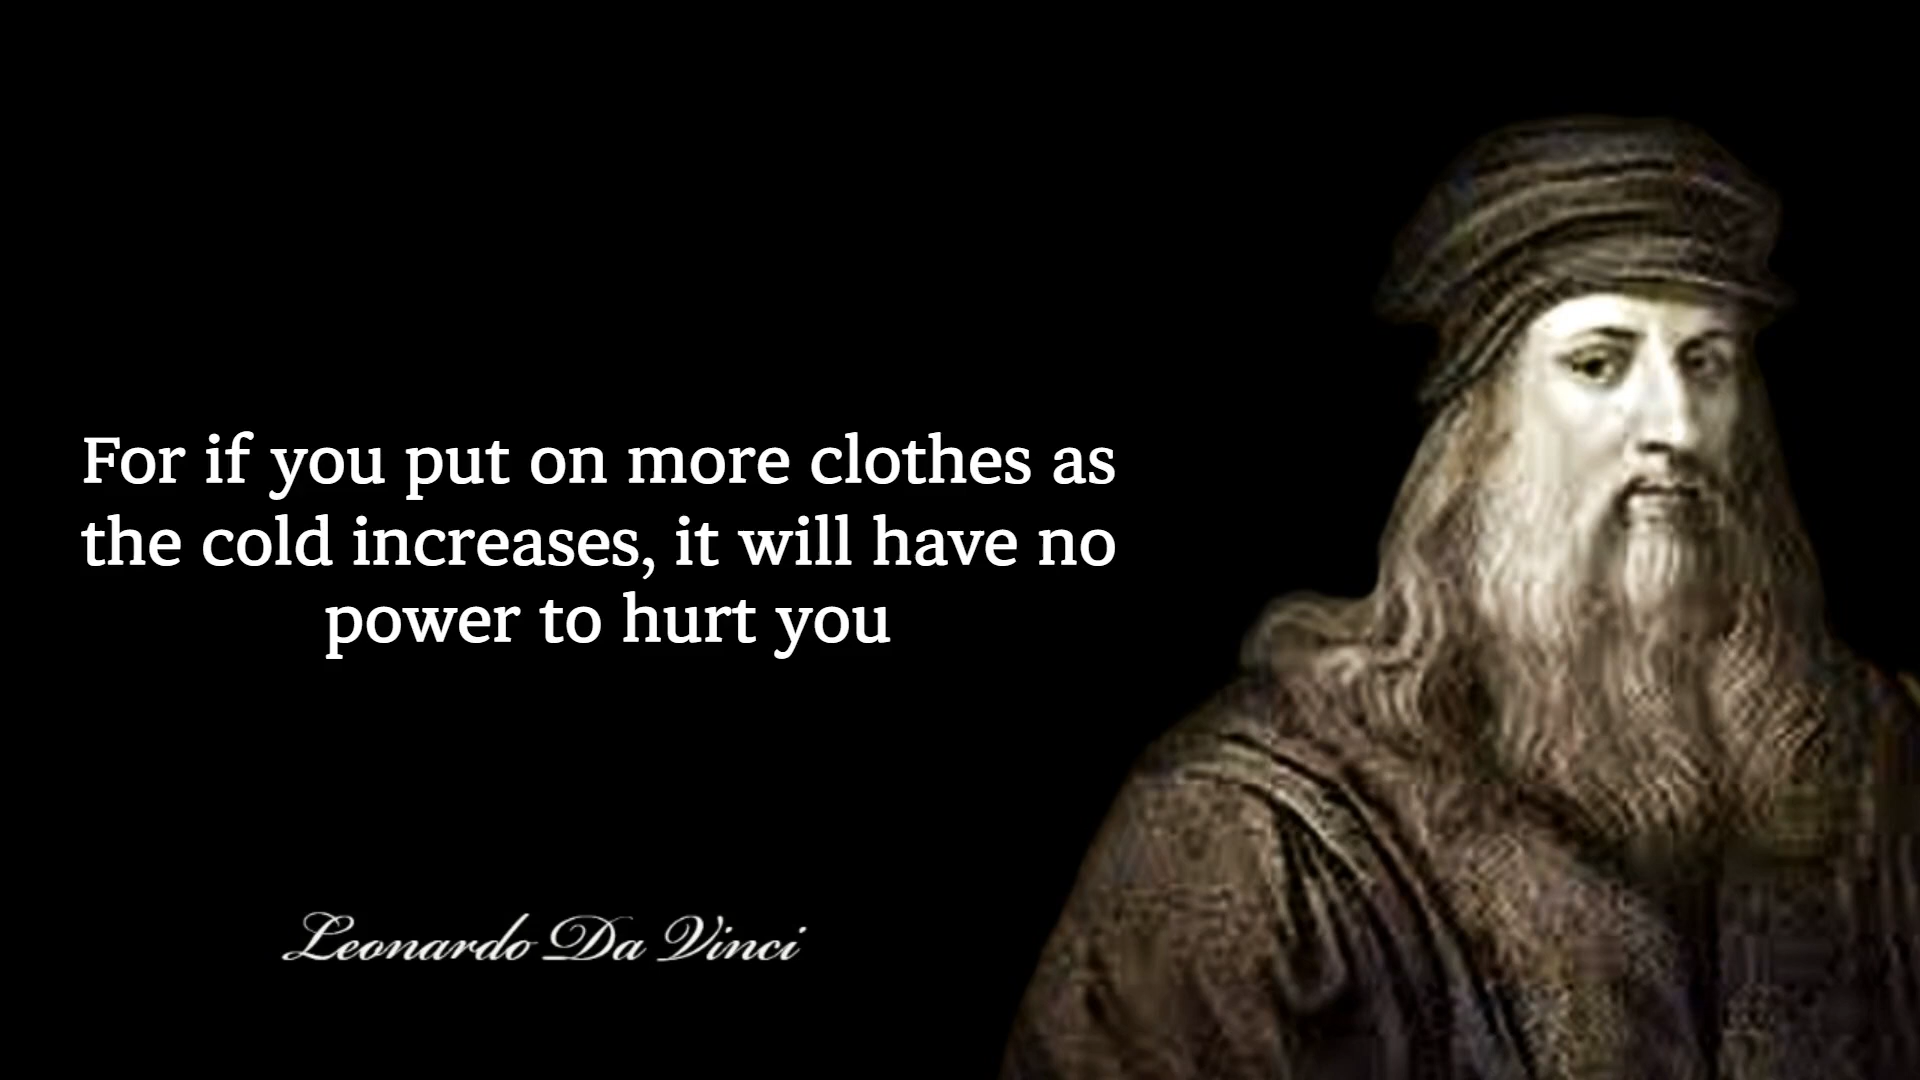 For if you put on more clothes as
the cold increases, it will have no
power to hurt you
Leonardo Da Vinci